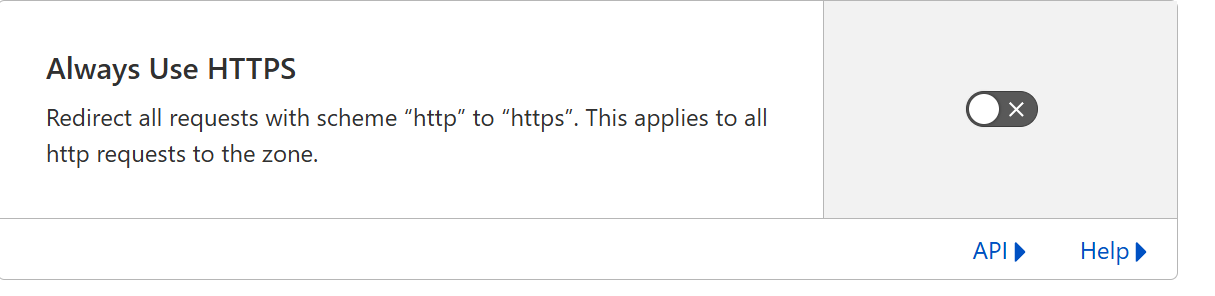 Always Use HTTPS
Redirect all requests with scheme “http” to “https”. This applies to all
http requests to the zone.
API
Help